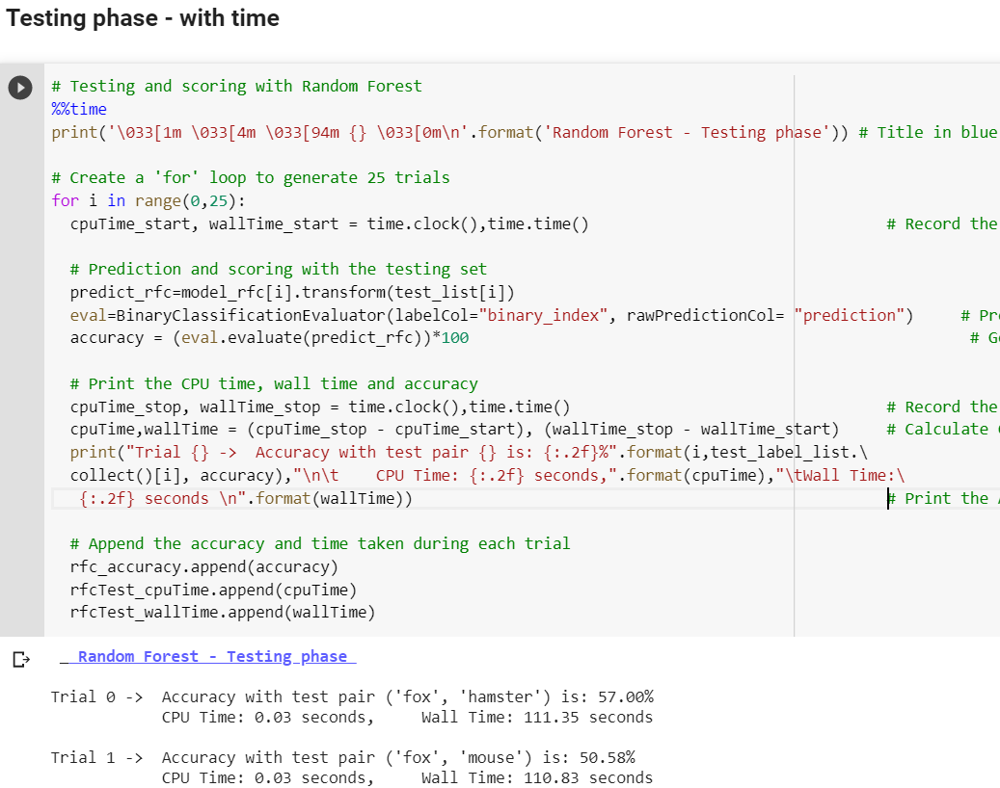 Testing phase - with time
# Testing and scoring with Random Forest
%%time
print('\033[1m \033[4m \033[94m {} \033[0m\n'.format('Random Forest - Testing phase')) # Title in blue
# Create a 'for' loop to generate 25 trials
for i in range(0,25):
cpuTime_start, wallTime_start = time.clock(),time.time() # Record the
# Prediction and scoring with the testing set
predict_rfc=model_rfc[i].transform(test_list[i])
eval=BinaryClassificationEvaluator(labelCol="binary_index", rawPredictionCol= "prediction") #
accuracy = (eval.evaluate(predict_rfc))*100 #
# Print the CPU time, wall time and accuracy
cpuTime_stop, wallTime_stop = time.clock(),time.time() # Record the
cpuTime,wallTime = (cpuTime_stop - cpuTime_start), (wallTime_stop - wallTime_start) # Calculate
print("Trial {} ->  Accuracy with test pair {} is: {:.2f}%".format(i,test_label_list.\
collect()[i], accuracy),"\n\t    CPU Time: {:.2f} seconds,".format(cpuTime),"\tWall Time:\
{:.2f} seconds \n".format(wallTime)) # Print the
# Append the accuracy and time taken during each trial
rfc_accuracy.append(accuracy)
rfcTest_cpuTime.append(cpuTime)
rfcTest_wallTime.append(wallTime)
Random Forest - Testing phase
Trial 0 ->  Accuracy with test pair ('fox', 'hamster') is: 57.00%
CPU Time: 0.03 seconds,     Wall Time: 111.35 seconds
Trial 1 ->  Accuracy with test pair ('fox', 'mouse') is: 50.58%
CPU Time: 0.03 seconds,     Wall Time: 110.83 seconds